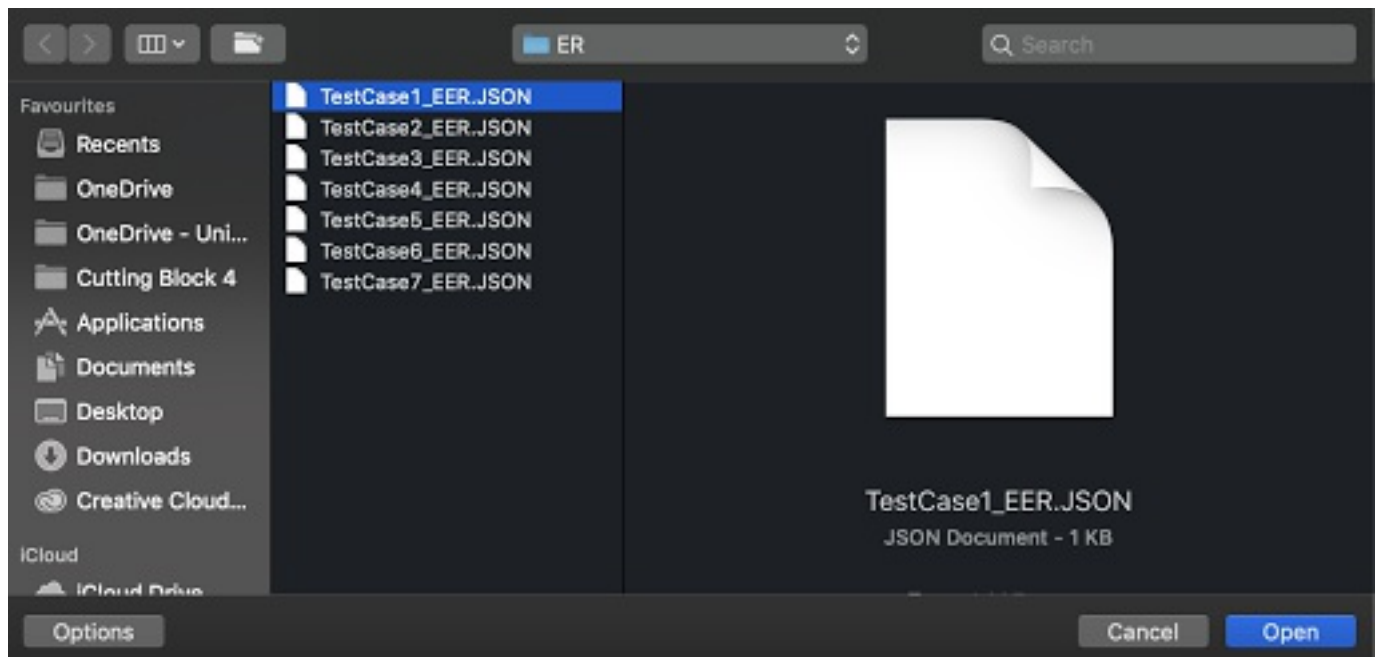 ER
Search
Favourites
Recents
OneDrive
OneDrive - Uni...
Cutting Block 4
Applications
Documents
Desktop
Downloads
Creative Cloud...
iCloud
iCloud Drive
TestCase1_EER.JSON
TestCase2_EER.JSON
TestCase3_EER.JSON
TestCase4_EER.JSON
TestCase5_EER.JSON
TestCase6_EER.JSON
TestCase7_EER.JSON
TestCase1_EER.JSON
JSON Document - 1 KB
Options
Cancel
Open